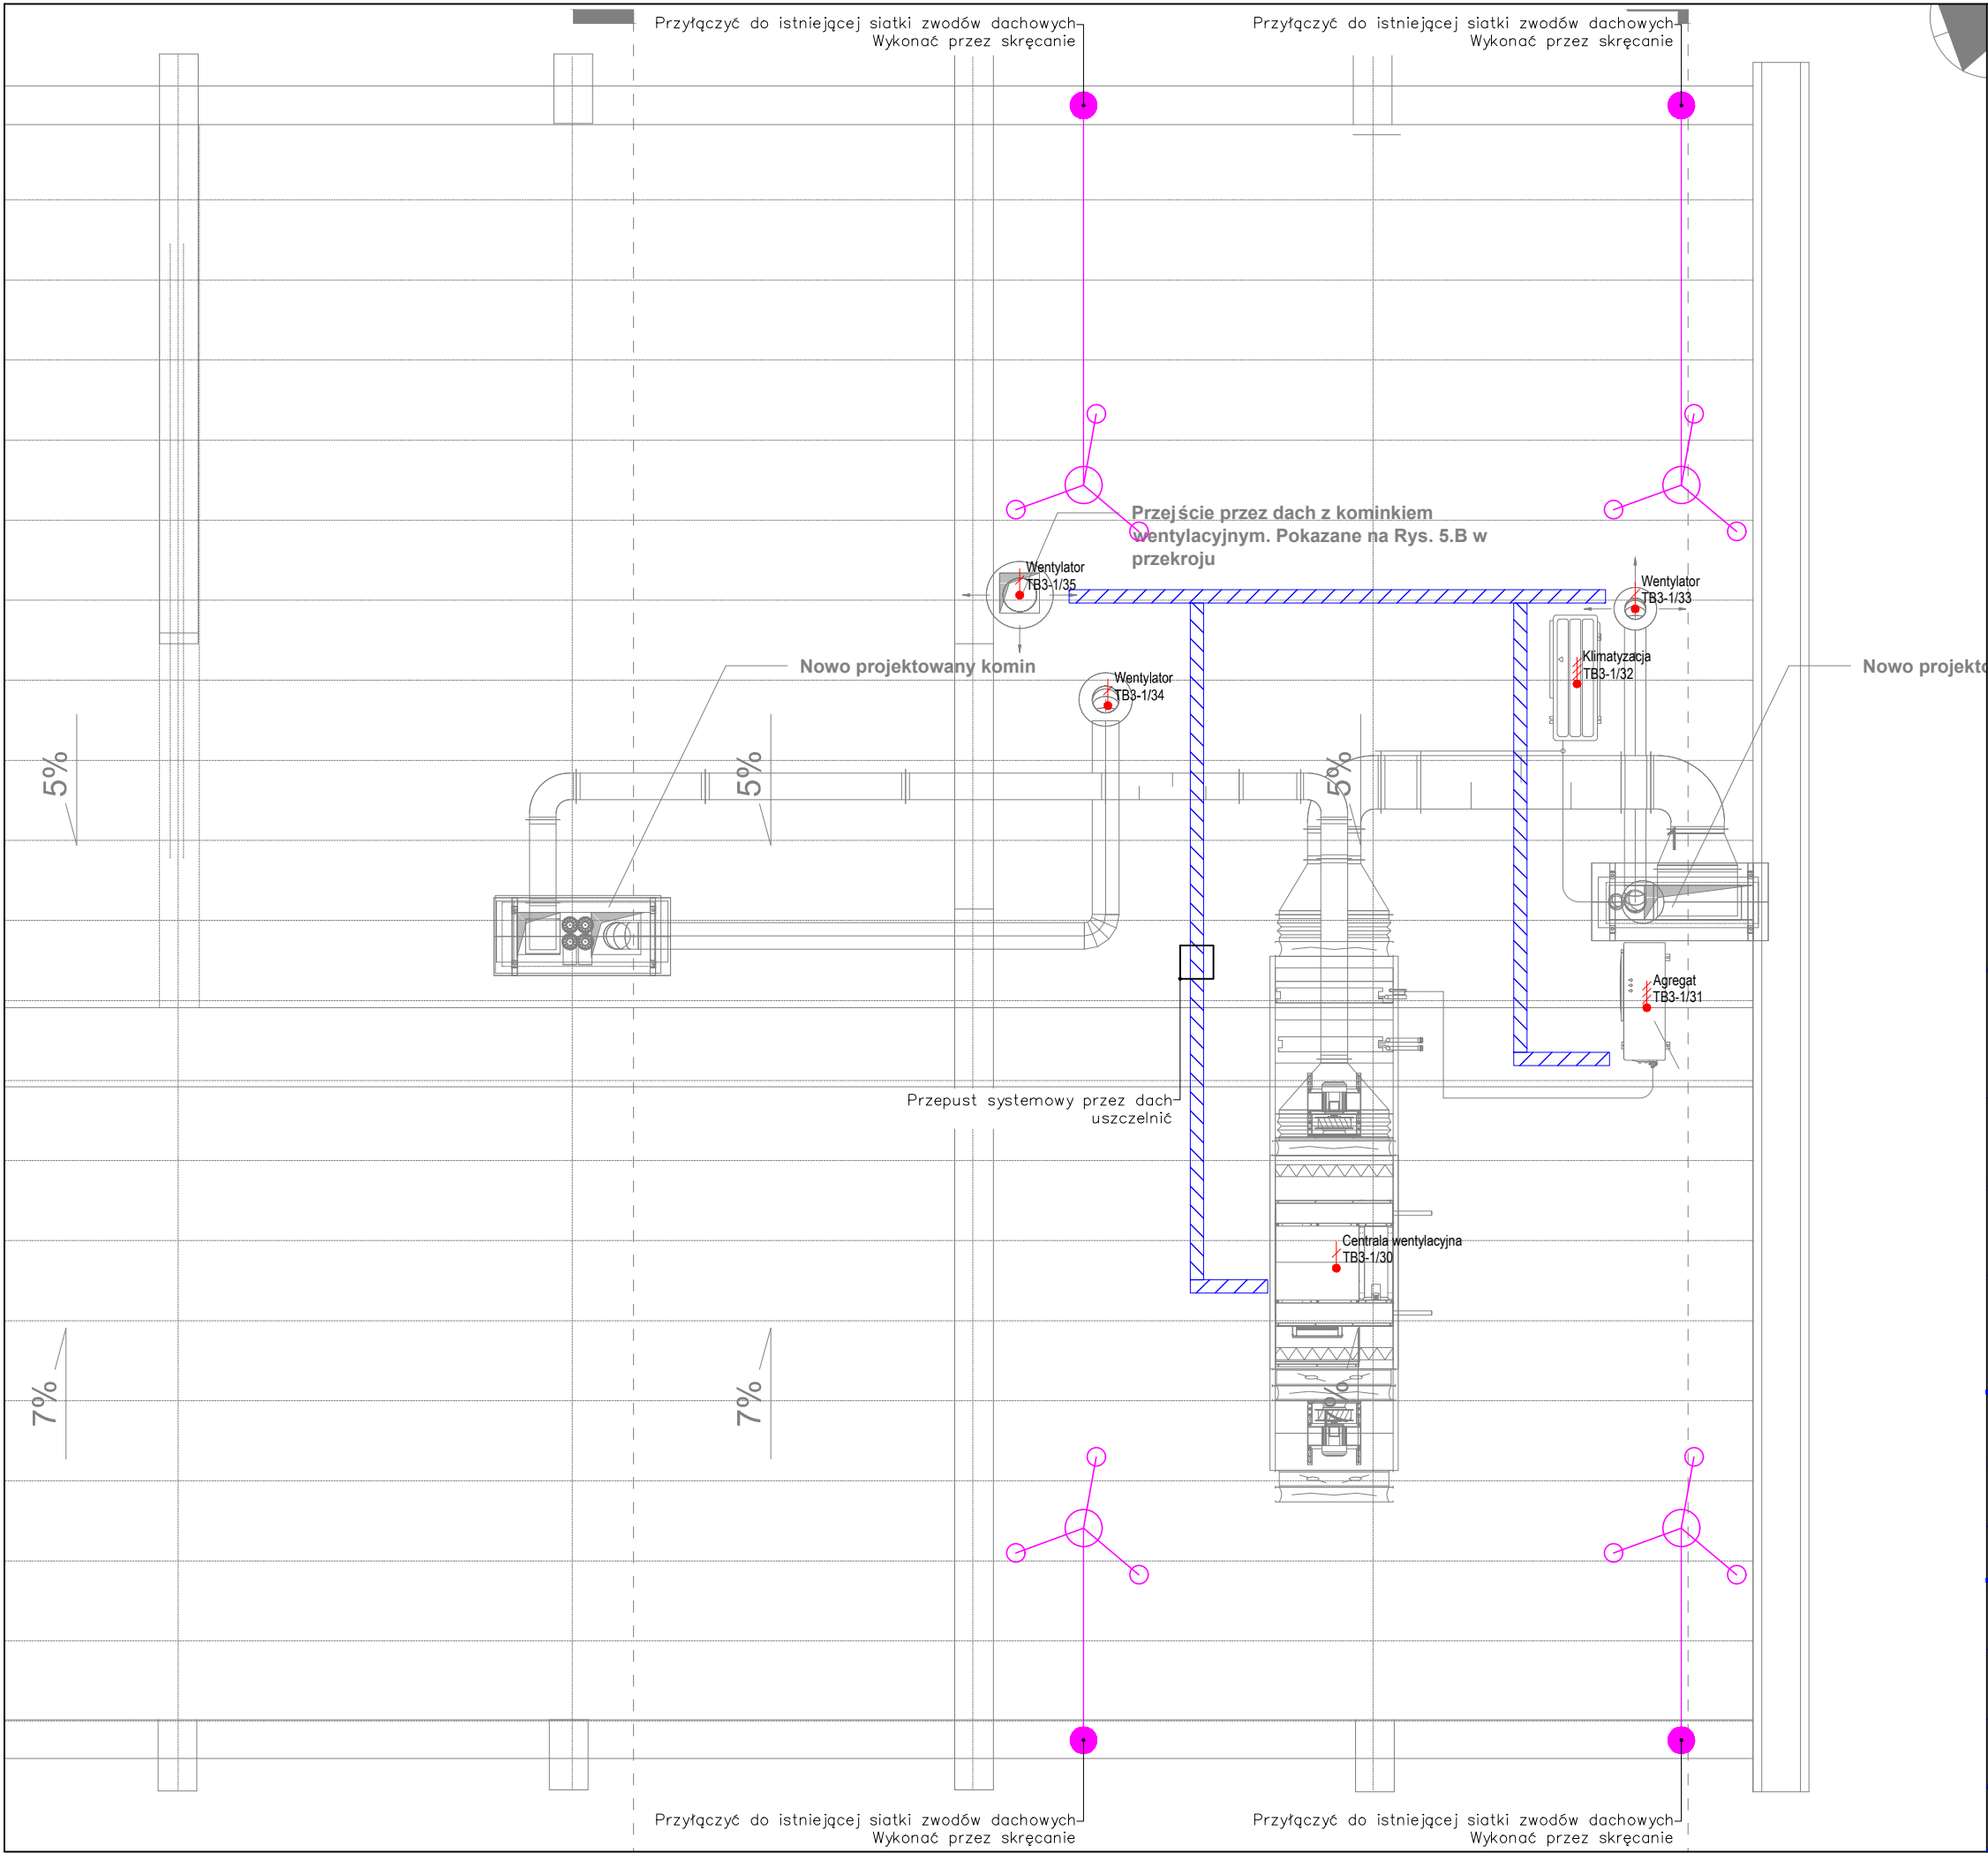 Przyłączyć do istniejącej siatki zwodów dachowych
Wykonać przez skręcanie
Przyłączyć do istniejącej siatki zwodów dachowych
Wykonać przez skręcanie
Przejście przez dach z kominkiem
wentylacyjnym. Pokazane na Rys. 5.B w
przekroju
Wentylator
TB3-1/35
Wentylator
TB3-1/33
Klimatyzacja
TB3-1/32
Nowo projektowany komin
Nowo
Wentylator
TB3-1/34
5%
5%
5%
Agregat
TB3-1/31
Przepust systemowy przez dach
uszczelnić
Centrala wentylacyjna
TB3-1/30
7%
7%
7%
Przyłączyć do istniejącej siatki zwodów dachowych
Wykonać przez skręcanie
Przyłączyć do istniejącej siatki zwodów dachowych
Wykonać przez skręcanie